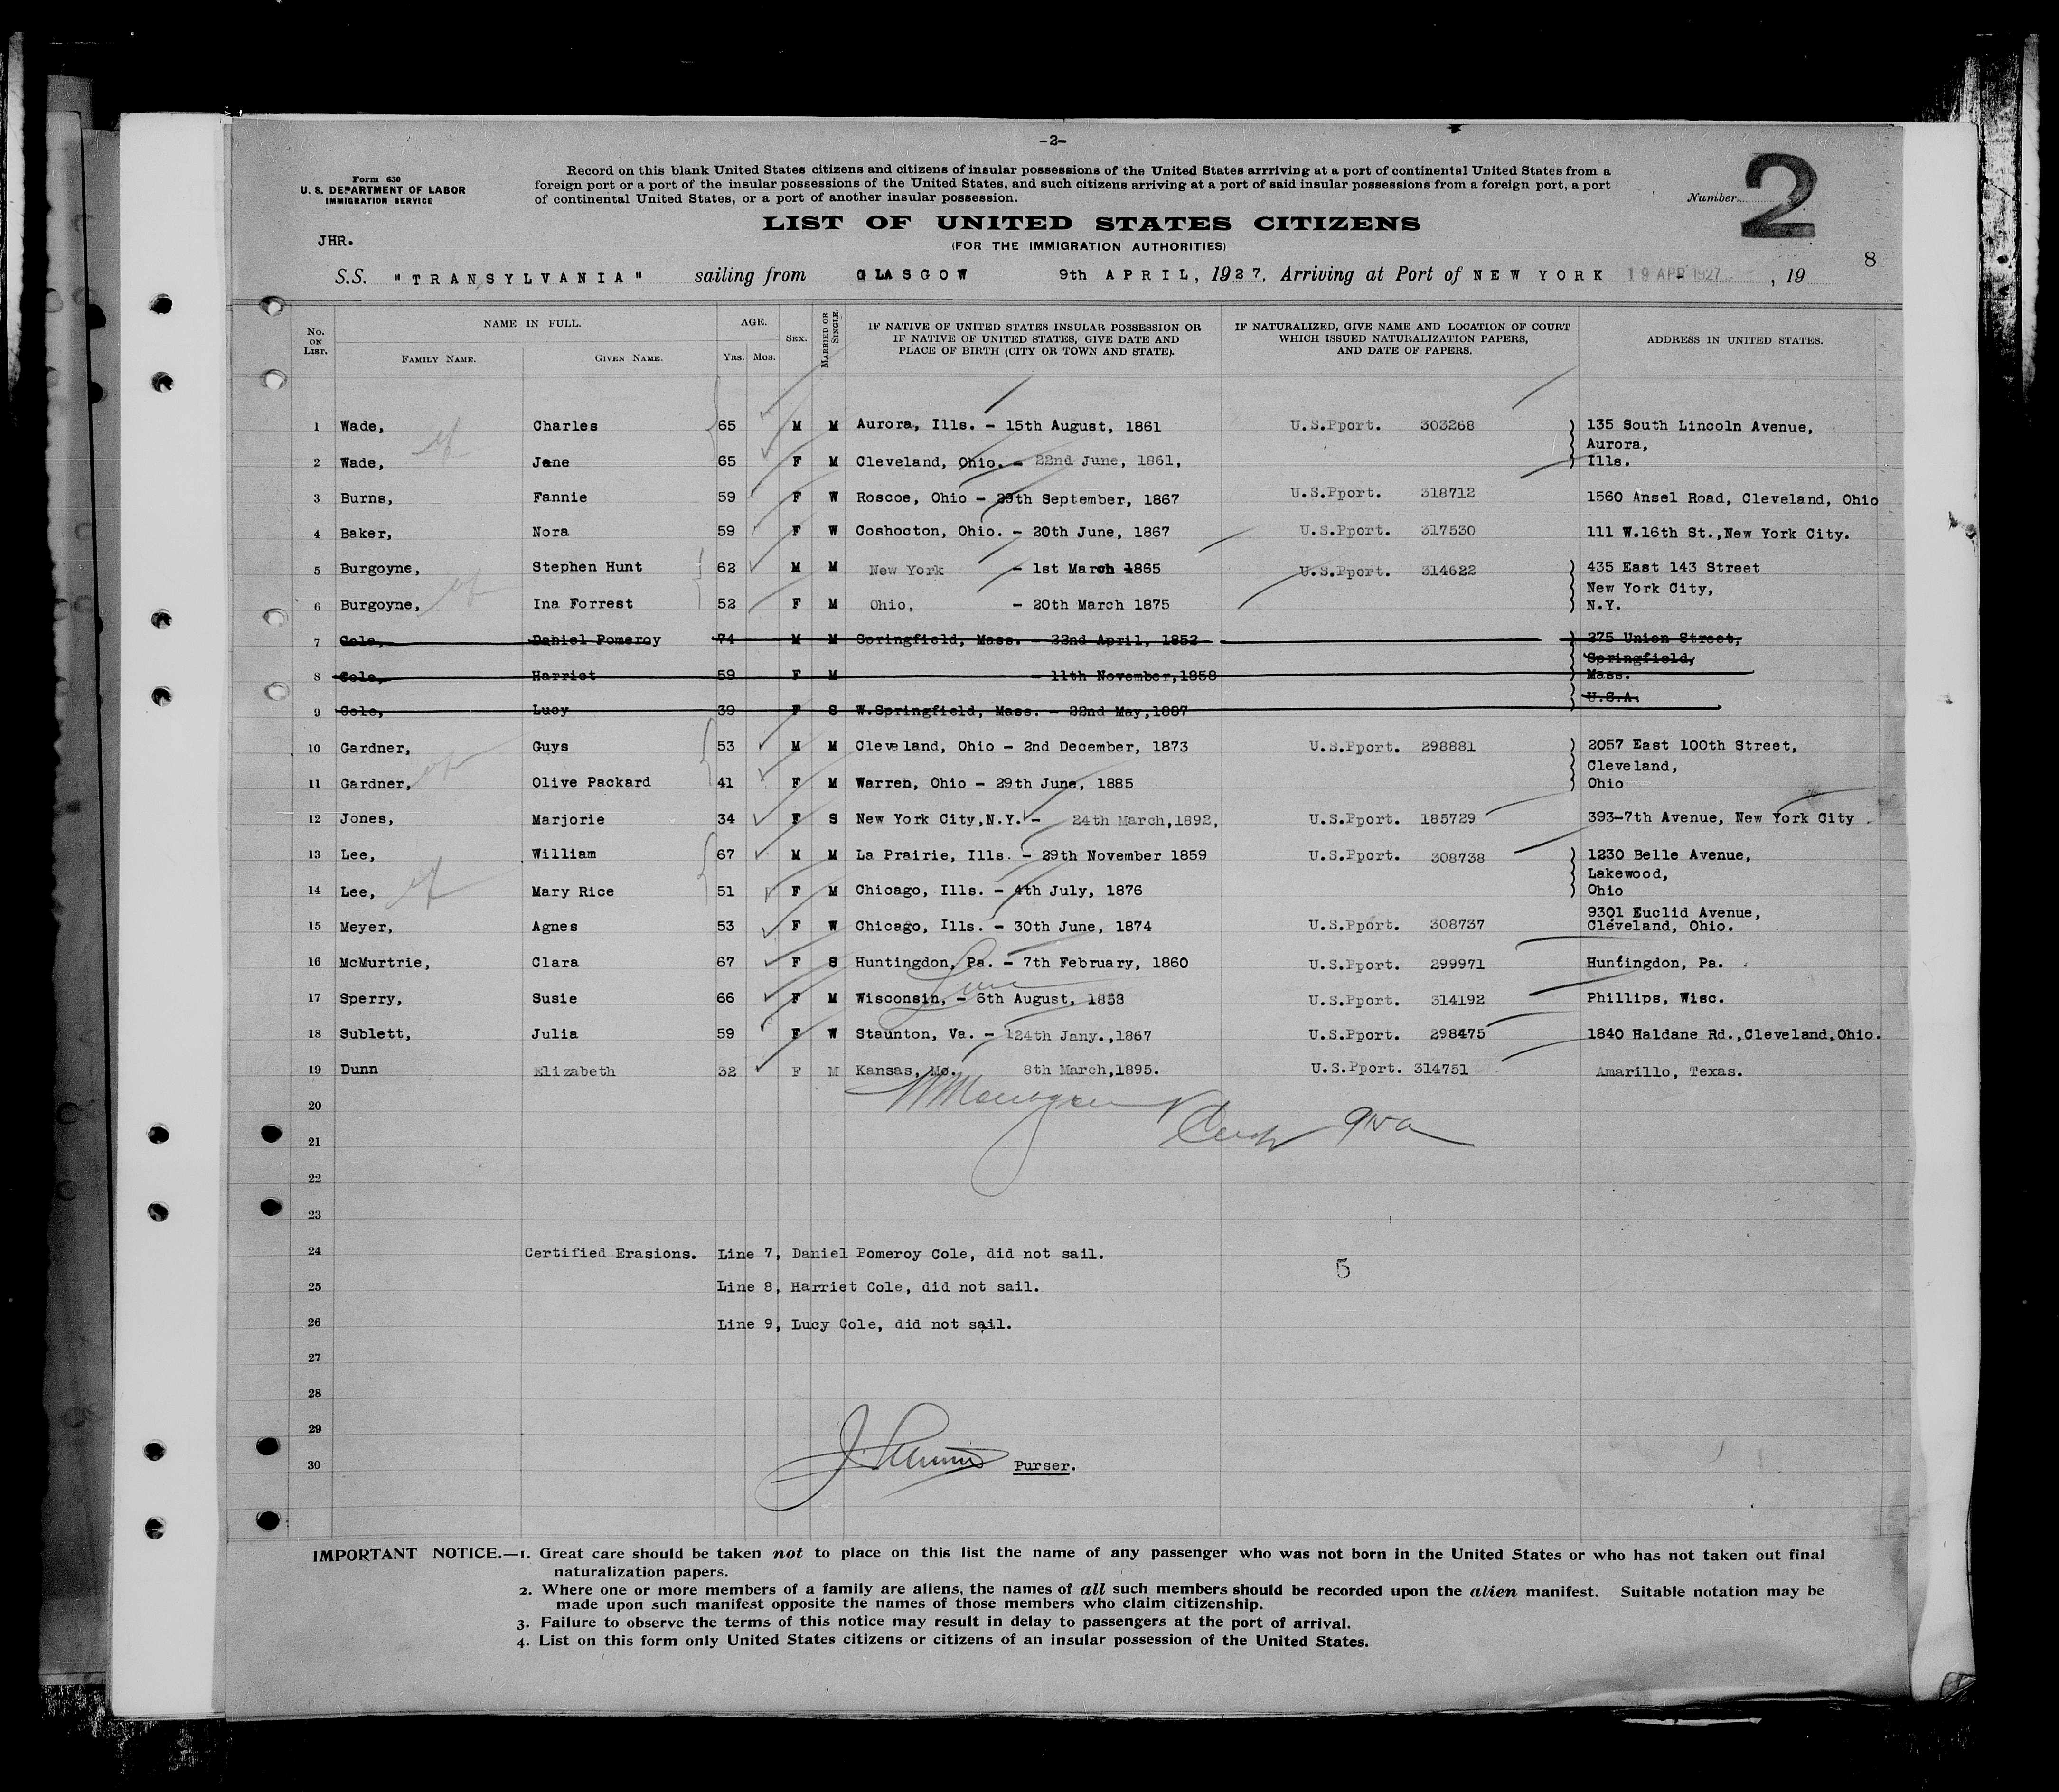 -2-
Form 630
U. S. DEPARTMENT OF LABOR
IMMIGRATION SERVICE
Record on this blank United States citizens and citizens of insular possessions of the United States arrriving at a port of continental United States from a
foreign port or a port of the insular possessions of the United States, and such citizens arriving at a port of said insular possessions from a foreign port, a port
of continental United States, or a port of another insular possession.
Number 2
LIST OF UNITED STATES CITIZENS
JHR.
(FOR THE IMMIGRATION AUTHORITIES)
8
S.S. "TRANSYLVANIA" sailing from GLASGOW 9th APRIL, 1927, Arriving at Port of NEW YORK 19 APR 1927, 19
No. ON LIST. NAME IN FULL. FAMILY NAME. GIVEN NAME. AGE. YRS. MOS. SEX. MARRIED OR SINGLE. IF NATIVE OF UNITED STATES INSULAR POSSESSION OR IF NATIVE OF UNITED STATES, GIVE DATE AND PLACE OF BIRTH (CITY OR TOWN AND STATE). IF NATURALIZED, GIVE NAME AND LOCATION OF COURT WHICH ISSUED NATURALIZATION PAPERS, AND DATE OF PAPERS. ADDRESS IN UNITED STATES.
1 Wade, Charles 65 M M Aurora, Ills. - 15th August, 1861 U.S.Pport. 303268 135 South Lincoln Avenue,
Aurora,
2 Wade, Jane 65 F M Cleveland, Ohio. - 22nd June, 1861, Ills.
3 Burns, Fannie 59 F W Roscoe, Ohio - 29th September, 1867 U.S.Pport. 318712 1560 Ansel Road, Cleveland, Ohio
4 Baker, Nora 59 F W Coshocton, Ohio. - 20th June, 1867 U.S.Pport. 317530 111 W.16th St.,New York City.
5 Burgoyne, Stephen Hunt 62 M M New York - 1st March 1865 U.S.Pport. 314622 435 East 143 Street
New York City,
6 Burgoyne, Ina Forrest 52 F M Ohio, - 20th March 1875 N.Y.
7 Cole, Daniel Pomeroy 74 M M Springfield, Mass. - 22nd April, 1852 275 Union Street,
Springfield,
8 Cole, Harriet 59 F M - 11th November,1858 Mass.
U.S.A.
9 Cole, Lucy 39 F S W.Springfield, Mass. - 22nd May,1887
10 Gardner, Guys 53 M M Cleveland, Ohio - 2nd December, 1873 U.S.Pport. 298881 2057 East 100th Street,
Cleveland,
11 Gardner, Olive Packard 41 F M Warren, Ohio - 29th June, 1885 Ohio
12 Jones, Marjorie 34 F S New York City,N.Y. - 24th March,1892, U.S.Pport. 185729 393-7th Avenue, New York City
13 Lee, William 67 M M La Prairie, Ills. - 29th November 1859 U.S.Pport. 308738 1230 Belle Avenue,
Lakewood,
14 Lee, Mary Rice 51 F M Chicago, Ills. - 4th July, 1876 Ohio
9301 Euclid Avenue,
15 Meyer, Agnes 53 F W Chicago, Ills. - 30th June, 1874 U.S.Pport. 308737 Cleveland, Ohio.
16 McMurtrie, Clara 67 F S Huntingdon, Pa. - 7th February, 1860 U.S.Pport. 299971 Huntingdon, Pa.
17 Sperry, Susie 66 F M Wisconsin, - 6th August, 1853 U.S.Pport. 314192 Phillips, Wisc.
18 Sublett, Julia 59 F W Staunton, Va. - 124th Jany.,1867 U.S.Pport. 298475 1840 Haldane Rd.,Cleveland,Ohio.
19 Dunn Elizabeth 32 F M Kansas, Mo. 8th March,1895. U.S.Pport. 314751 Amarillo, Texas.
20
21
22
23
24 Certified Erasions. Line 7, Daniel Pomeroy Cole, did not sail.
5
25 Line 8, Harriet Cole, did not sail.
26 Line 9, Lucy Cole, did not sail.
27
28
29
30 Purser.
IMPORTANT NOTICE.—1. Great care should be taken not to place on this list the name of any passenger who was not born in the United States or who has not taken out final
naturalization papers.
2. Where one or more members of a family are aliens, the names of all such members should be recorded upon the alien manifest. Suitable notation may be
made upon such manifest opposite the names of those members who claim citizenship.
3. Failure to observe the terms of this notice may result in delay to passengers at the port of arrival.
4. List on this form only United States citizens or citizens of an insular possession of the United States.